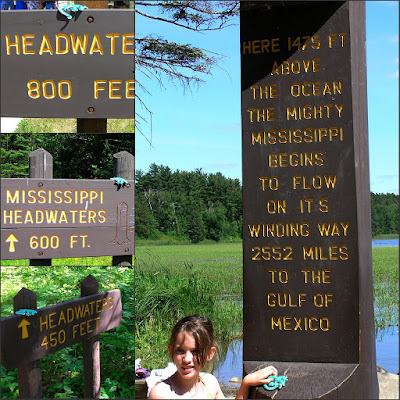 HEADWATE
800 FEE
MISSISSIPPI
HEADWATERS
600 FT.
HEADWATERS
450 FEET
HERE 1475 FT
ABOVE
THE OCEAN
THE MIGHTY
MISSISSIPPI
BEGINS
TO FLOW
ON ITS
WINDING WAY
2552 MILES
TO THE
GULF OF
MEXICO